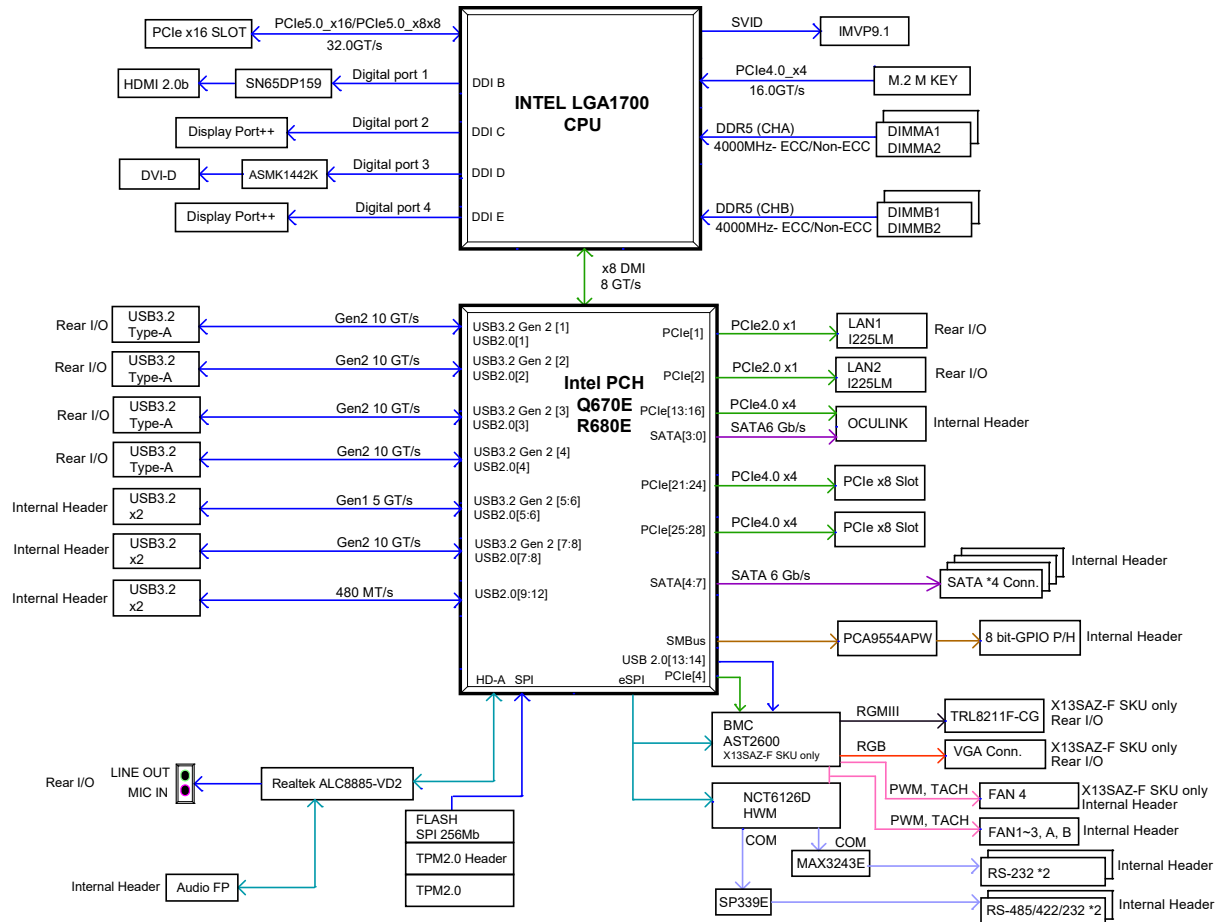 PCIe x16 SLOT
PCIe5.0_x16/PCIe5.0_x8x8
32.0GT/s
SVID
IMVP9.1
HDMI 2.0b
SN65DP159
Digital port 1
DDI B
INTEL LGA1700
CPU
PCIe4.0_x4
16.0GT/s
M.2 M KEY
Display Port++
Digital port 2
DDI C
DDR5 (CHA)
4000MHz- ECC/Non-ECC
DIMMA1
DIMMA2
DVI-D
ASMK1442K
Digital port 3
DDI D
Display Port++
Digital port 4
DDI E
DDR5 (CHB)
4000MHz- ECC/Non-ECC
DIMMB1
DIMMB2
x8 DMI
8 GT/s
Rear I/O
USB3.2
Type-A
Gen2 10 GT/s
USB3.2 Gen 2 [1]
USB2.0[1]
Rear I/O
USB3.2
Type-A
Gen2 10 GT/s
USB3.2 Gen 2 [2]
USB2.0[2]
Rear I/O
USB3.2
Type-A
Gen2 10 GT/s
USB3.2 Gen 2 [3]
USB2.0[3]
Rear I/O
USB3.2
Type-A
Gen2 10 GT/s
USB3.2 Gen 2 [4]
USB2.0[4]
Internal Header
USB3.2
x2
Gen1 5 GT/s
USB3.2 Gen 2 [5:6]
USB2.0[5:6]
Internal Header
USB3.2
x2
Gen2 10 GT/s
USB3.2 Gen 2 [7:8]
USB2.0[7:8]
Internal Header
USB3.2
x2
480 MT/s
USB2.0[9:12]
Intel PCH
Q670E
R680E
PCIe[1]
PCIe2.0 x1
LAN1
I225LM
Rear I/O
PCIe[2]
PCIe2.0 x1
LAN2
I225LM
Rear I/O
PCIe[13:16]
PCIe4.0 x4
SATA[3:0]
SATA6 Gb/s
OCULINK
Internal Header
PCIe[21:24]
PCIe4.0 x4
PCIe x8 Slot
PCIe[25:28]
PCIe4.0 x4
PCIe x8 Slot
SATA[4:7]
SATA 6 Gb/s
SATA *4 Conn.
Internal Header
SMBus
PCA9554APW
8 bit-GPIO P/H
Internal Header
USB 2.0[13:14]
PCIe[4]
HD-A
SPI
eSPI
BMC
AST2600
X13SAZ-F SKU only
RGMIII
TRL8211F-CG
X13SAZ-F SKU only
Rear I/O
RGB
VGA Conn.
X13SAZ-F SKU only
Rear I/O
PWM, TACH
FAN 4
X13SAZ-F SKU only
Internal Header
NCT6126D
HWM
PWM, TACH
FAN1~3, A, B
Internal Header
Rear I/O
LINE OUT
MIC IN
Realtek ALC8885-VD2
FLASH
SPI 256Mb
TPM2.0 Header
TPM2.0
Internal Header
Audio FP
COM
COM
MAX3243E
RS-232 *2
Internal Header
SP339E
RS-485/422/232 *2
Internal Header